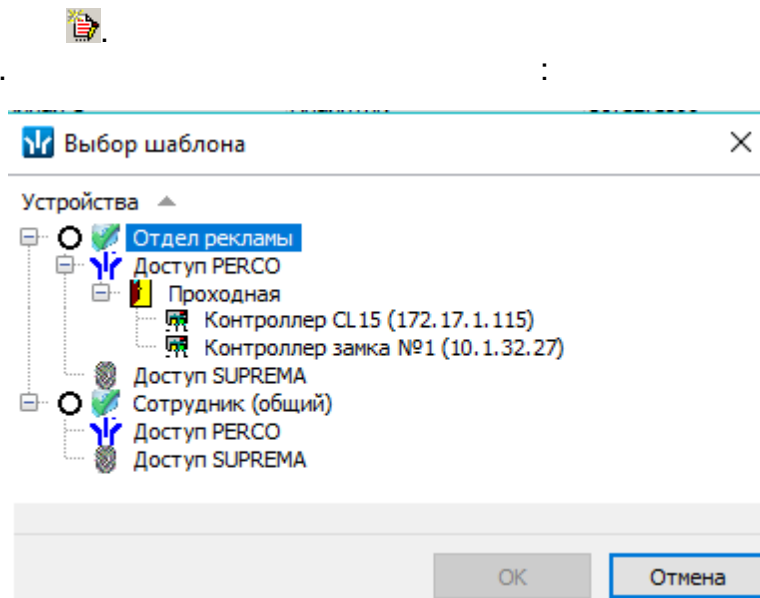 .
. :
Выбор шаблона
Устройства
Отдел рекламы
Доступ PERCO
Проходная
Контроллер CL15 (172.17.1.115)
Контроллер замка №1 (10.1.32.27)
Доступ SUPREMA
Сотрудник (общий)
Доступ PERCO
Доступ SUPREMA
ОК
Отмена